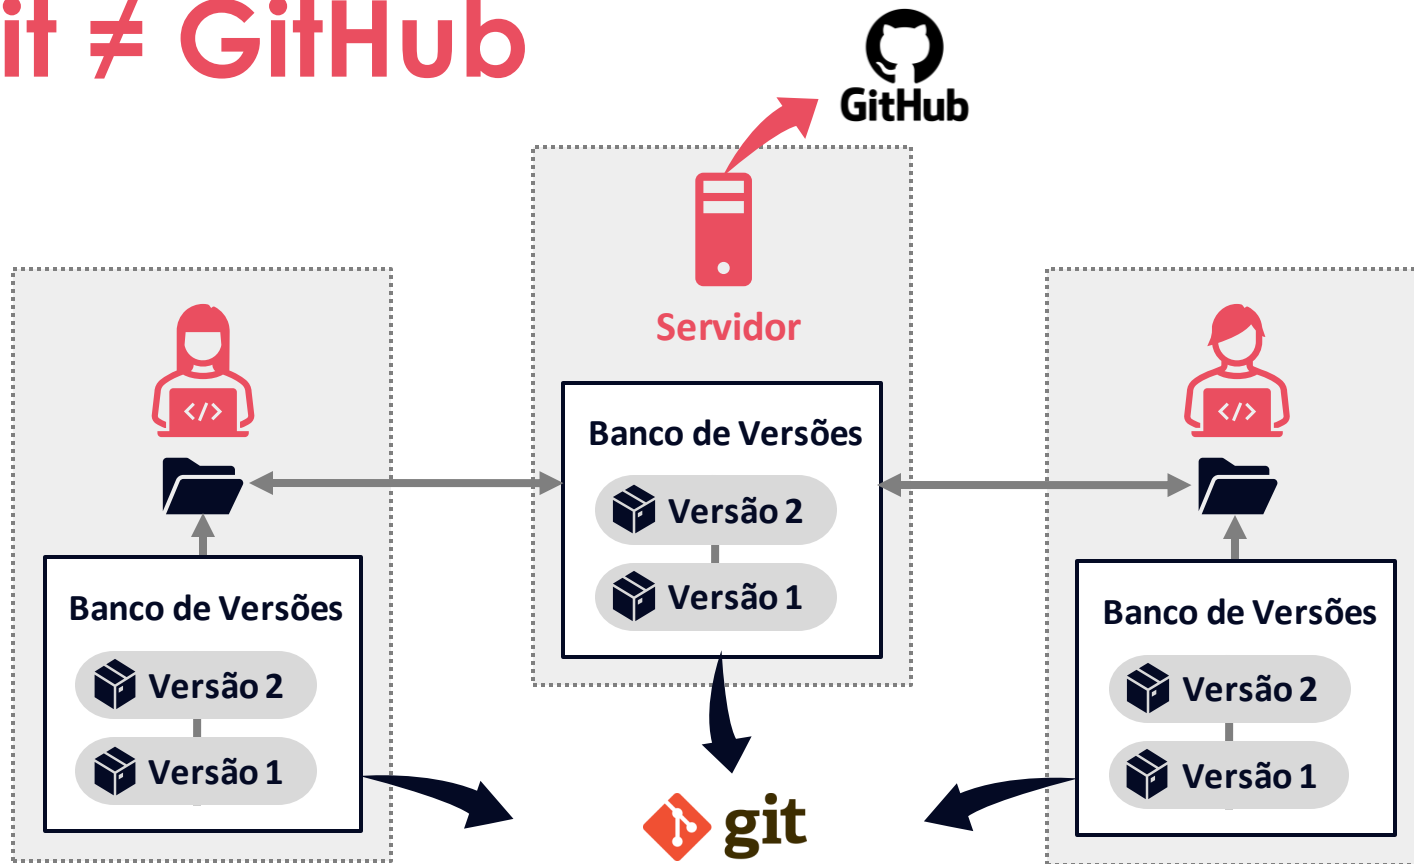 it ≠ GitHub
GitHub
Servidor
Banco de Versões
Versão 2
Versão 1
</>
Banco de Versões
Versão 2
Versão 1
</>
Banco de Versões
Versão 2
Versão 1
git